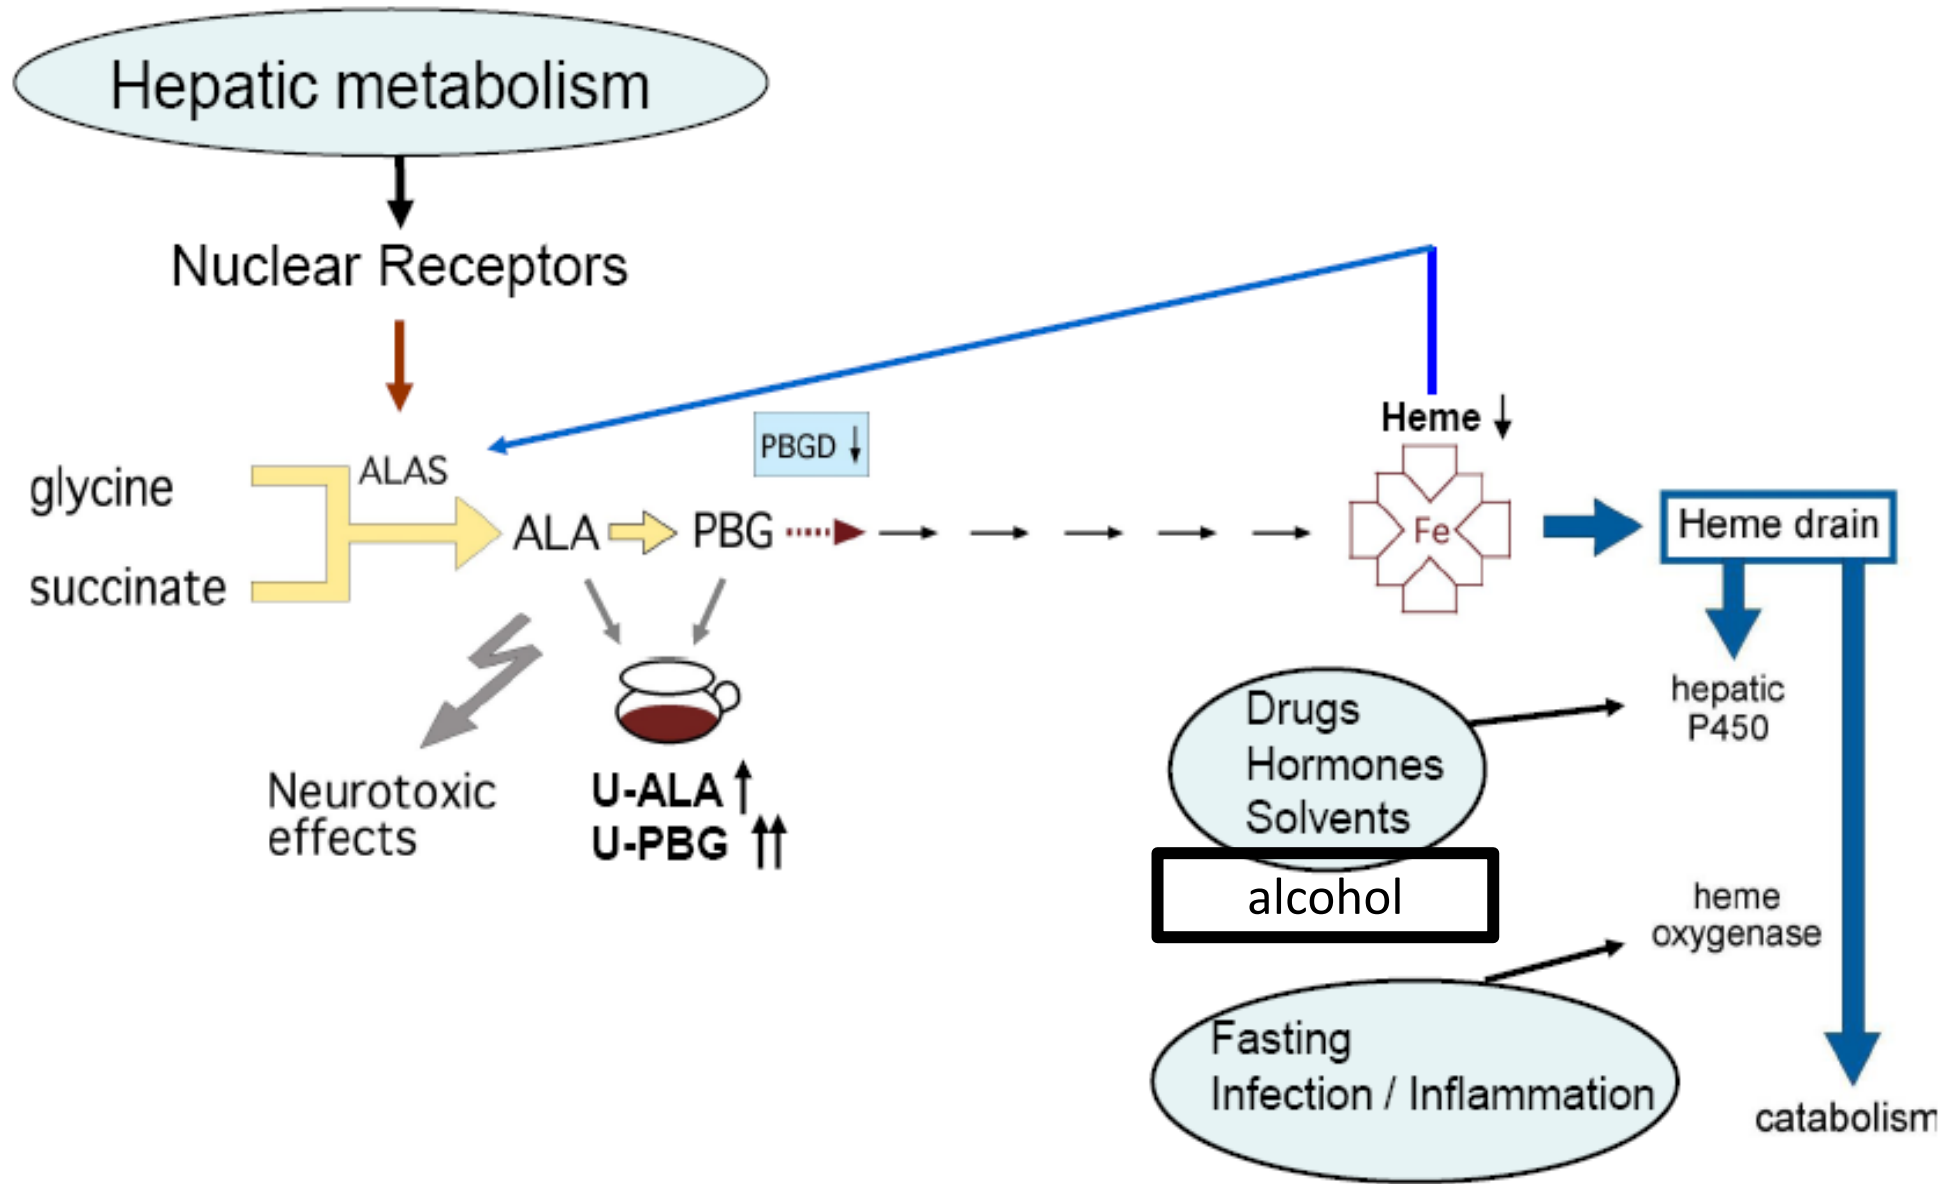 Hepatic metabolism
Nuclear Receptors
Heme ↓
PBGD ↓
ALAS
glycine
succinate
ALA
PBG
Fe
Heme drain
hepatic
P450
Drugs
Hormones
Solvents
alcohol
Neurotoxic
effects
U-ALA ↑
U-PBG ↑↑
heme
oxygenase
Fasting
Infection / Inflammation
catabolism